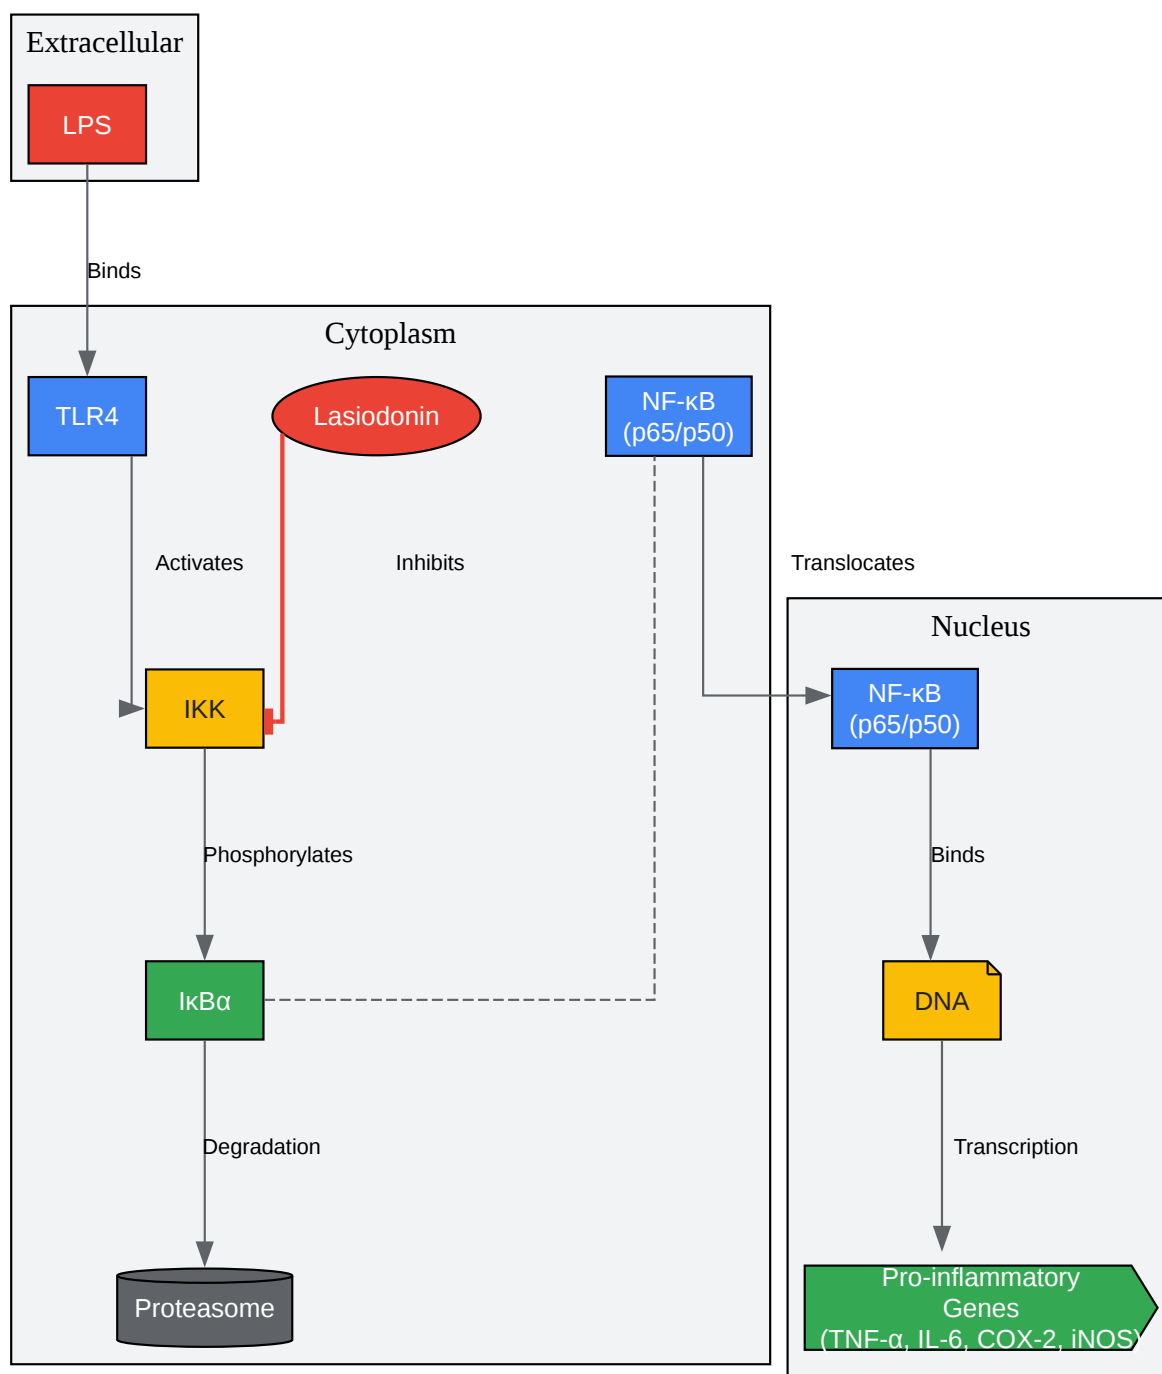 Extracellular
LPS
Binds
Cytoplasm
TLR4
Lasiodonin
NF-κB
(p65/p50)
Activates
Inhibits
Translocates
Nucleus
IKK
NF-κB
(p65/p50)
Phosphorylates
Binds
IκBα
DNA
Degradation
Transcription
Proteasome
Pro-inflammatory
Genes
(TNF-α, IL-6, COX-2, iNOS)